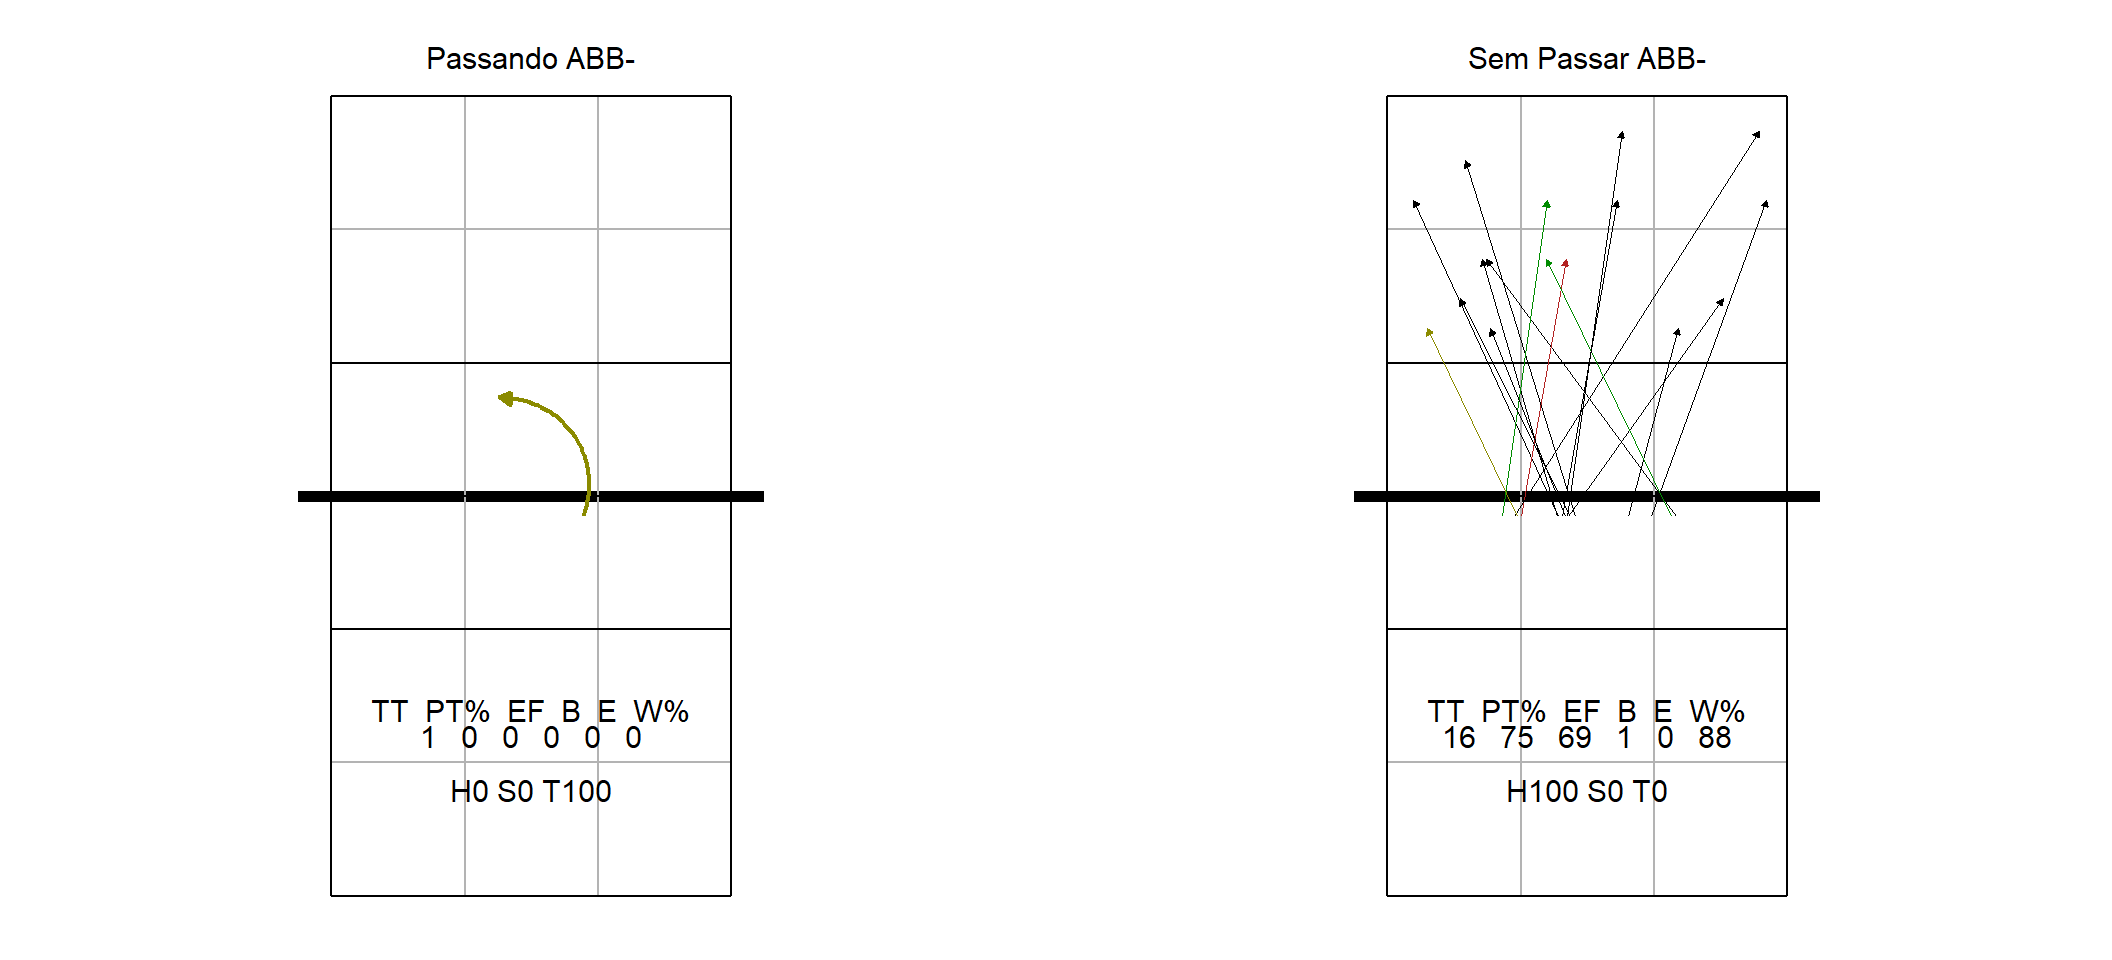 Passando ABB-
TT PT% EF B E W%
1 0 0 0 0 0
H0 S0 T100
Sem Passar ABB-
TT PT% EF B E W%
16 75 69 1 0 88
H100 S0 T0